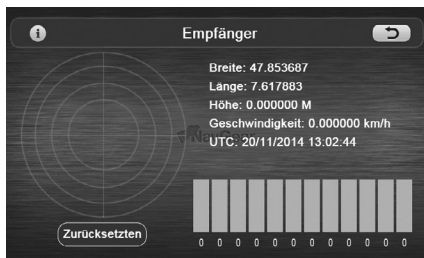 Empfänger
Breite: 47.853687
Länge: 7.617883
Höhe: 0.000000 M
Geschwindigkeit: 0.000000 km/h
NavGear
UTC: 20/11/2014 13:02:44
Zurücksetzten
0 0 0 0 0 0 0 0 0 0 0